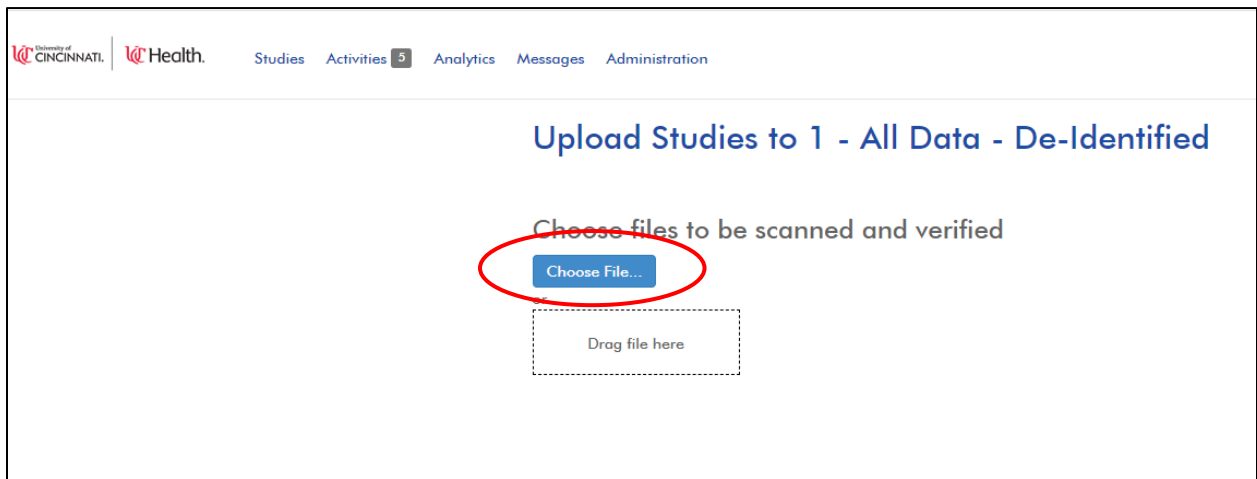 University of
CINCINNATI.
UC Health.
Studies Activities 5 Analytics Messages Administration
Upload Studies to 1 - All Data - De-Identified
Choose files to be scanned and verified
Choose File...
or
Drag file here